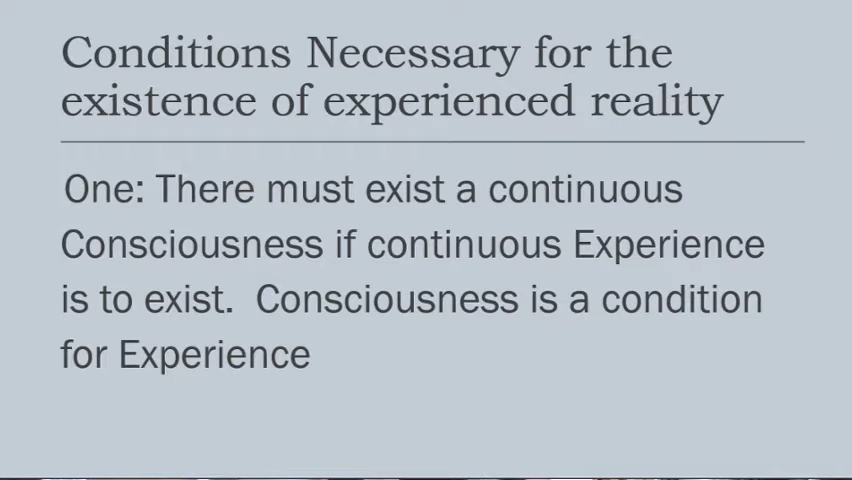 Conditions Necessary for the
existence of experienced reality
One: There must exist a continuous
Consciousness if continuous Experience
is to exist.  Consciousness is a condition
for Experience